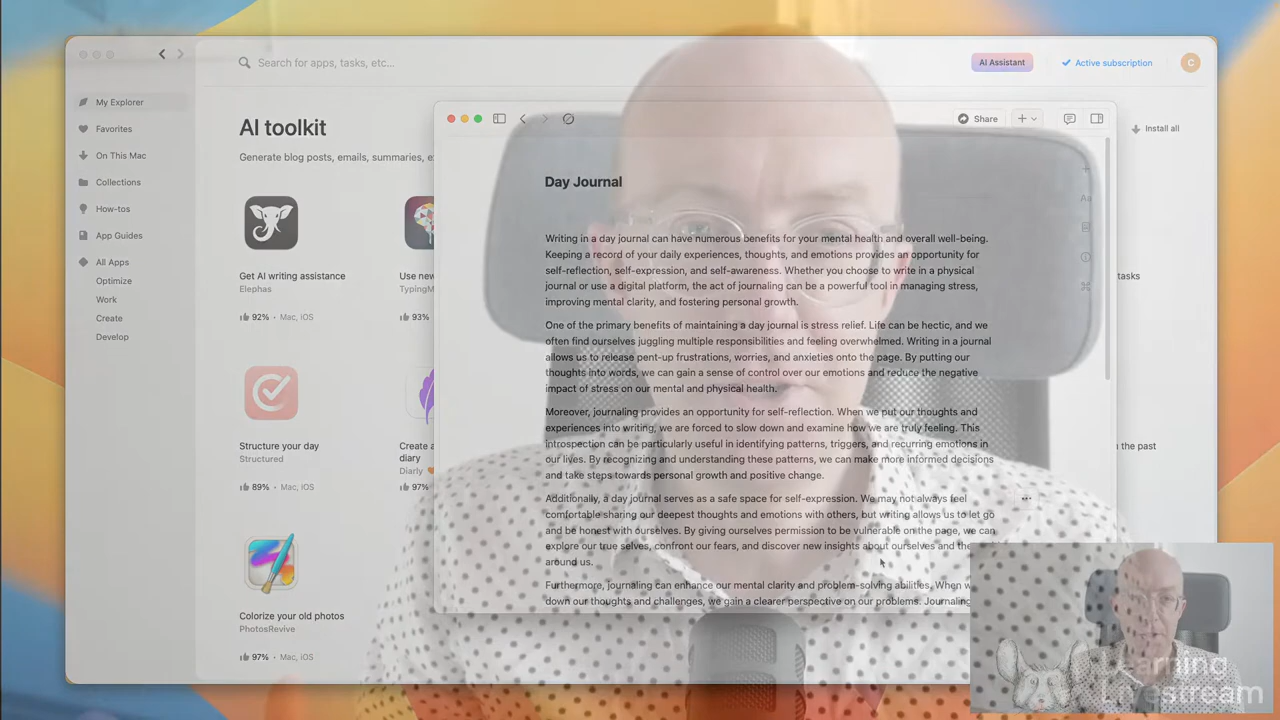 Search for apps, tasks, etc...
AI Assistant
Active subscription
C
My Explorer
Favorites
On This Mac
Collections
How-tos
App Guides
All Apps
Optimize
Work
Create
Develop
AI toolkit
Generate blog posts, emails, summaries,
Install all
Get AI writing assistance
Elephas
92% • Mac, iOS
Use new
93%
tasks
Structure your day
Structured
89% • Mac, iOS
Create a
diary
Diarly
97%
the past
Colorize your old photos
PhotosRevive
97% • Mac, iOS
Share
Day Journal
Writing in a day journal can have numerous benefits for your mental health and overall well-being.
Keeping a record of your daily experiences, thoughts, and emotions provides an opportunity for
self-reflection, self-expression, and self-awareness. Whether you choose to write in a physical
journal or use a digital platform, the act of journaling can be a powerful tool in managing stress,
improving mental clarity, and fostering personal growth.
One of the primary benefits of maintaining a day journal is stress relief. Life can be hectic, and we
often find ourselves juggling multiple responsibilities and feeling overwhelmed. Writing in a journal
allows us to release pent-up frustrations, worries, and anxieties onto the page. By putting our
thoughts into words, we can gain a sense of control over our emotions and reduce the negative
impact of stress on our mental and physical health.
Moreover, journaling provides an opportunity for self-reflection. When we put our thoughts and
experiences into writing, we are forced to slow down and examine how we are truly feeling. This
introspection can be particularly useful in identifying patterns, triggers, and recurring emotions in
our lives. By recognizing and understanding these patterns, we can make more informed decisions
and take steps towards personal growth and positive change.
Additionally, a day journal serves as a safe space for self-expression. We may not always feel
comfortable sharing our deepest thoughts and emotions with others, but writing allows us to let go
and be honest with ourselves. By giving ourselves permission to be vulnerable on the page, we can
explore our true selves, confront our fears, and discover new insights about ourselves and the
around us.
Furthermore, journaling can enhance our mental clarity and problem-solving abilities. When
down our thoughts and challenges, we gain a clearer perspective on our problems. Journaling
Learning
Livestream